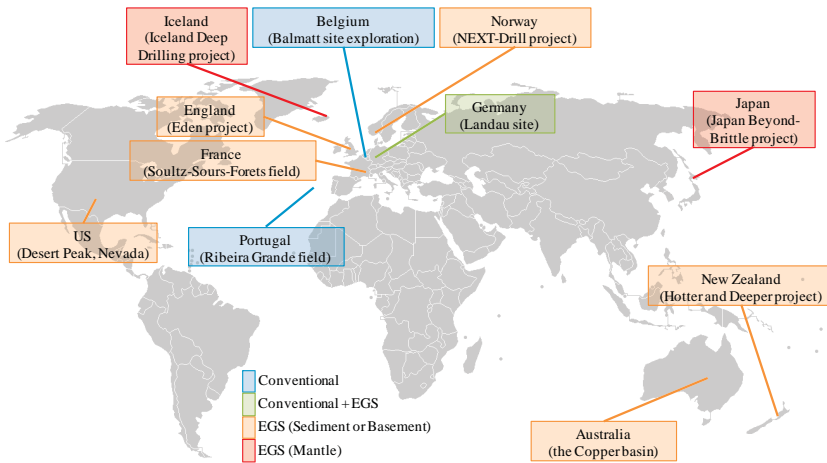 Iceland
(Iceland Deep
Drilling project)
Belgium
(Balmatt site exploration)
Norway
(NEXT-Drill project)
England
(Eden project)
Germany
(Landau site)
Japan
(Japan Beyond-
Brittle project)
France
(Soultz-Sours-Forets field)
US
(Desert Peak, Nevada)
Portugal
(Ribeira Grande field)
New Zealand
(Hotter and Deeper project)
Conventional
Conventional + EGS
EGS (Sediment or Basement)
EGS (Mantle)
Australia
(the Copper basin)